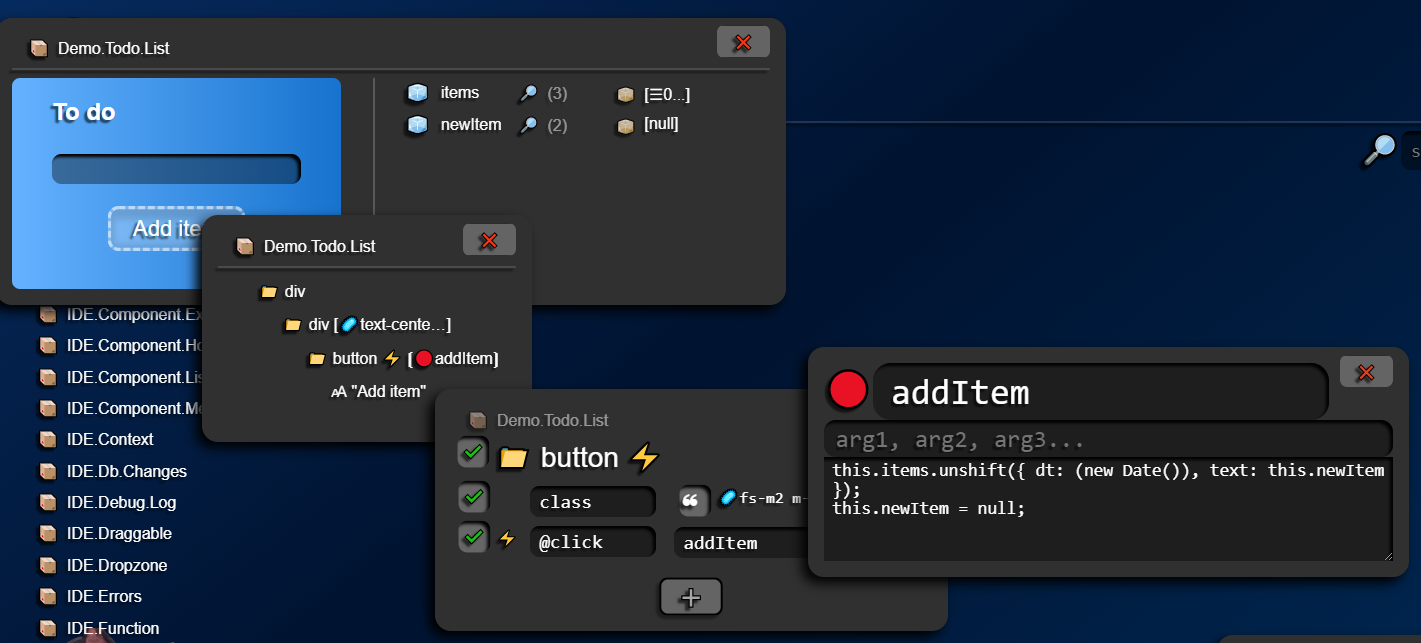 Demo.Todo.List
To do
items (3) [☰0...]
newItem (2) [null]
s
Add ite
Demo.Todo.List
div
div [text-cente...]
button [addItem]
AA "Add item"
IDE.Component.Ex
IDE.Component.Ho
IDE.Component.Lis
IDE.Component.Mo
IDE.Context
IDE.Db.Changes
IDE.Debug.Log
IDE.Draggable
IDE.Dropzone
IDE.Errors
IDE.Function
Demo.Todo.List
button
class ❝ fs-m2 m-
@click addItem
+
addItem
arg1, arg2, arg3...
this.items.unshift({ dt: (new Date()), text: this.newItem
});
this.newItem = null;